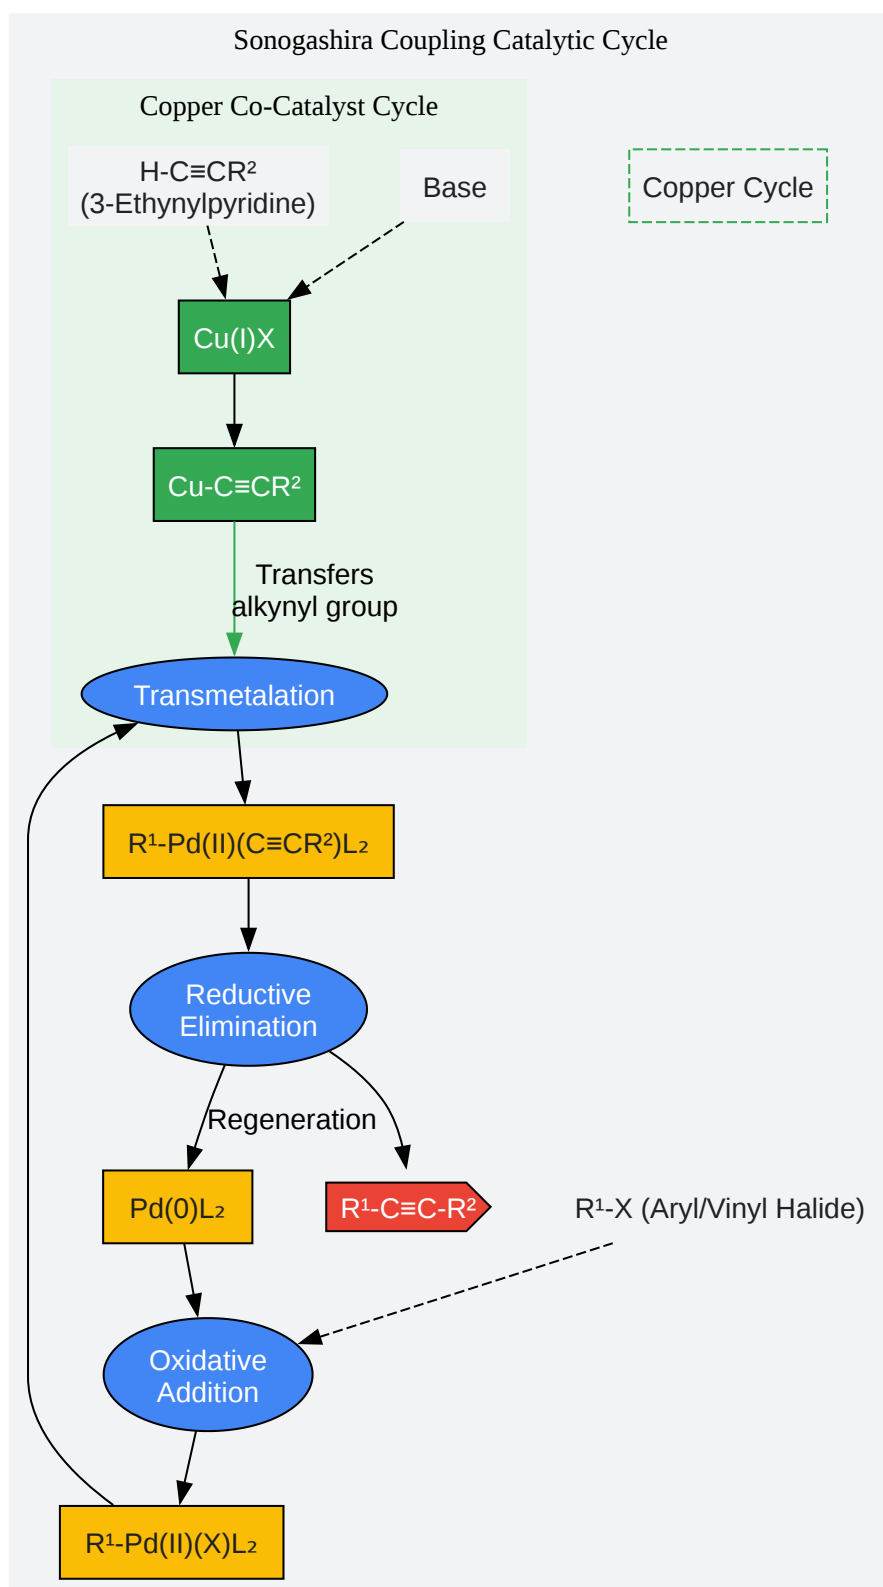 Sonogashira Coupling Catalytic Cycle
Copper Co-Catalyst Cycle
H-C≡CR²
(3-Ethynylpyridine)
Base
Copper Cycle
Cu(I)X
Cu-C≡CR²
Transfers
alkynyl group
Transmetalation
R¹-Pd(II)(C≡CR²)L₂
Reductive
Elimination
Regeneration
Pd(0)L₂
R¹-C≡C-R²
R¹-X (Aryl/Vinyl Halide)
Oxidative
Addition
R¹-Pd(II)(X)L₂